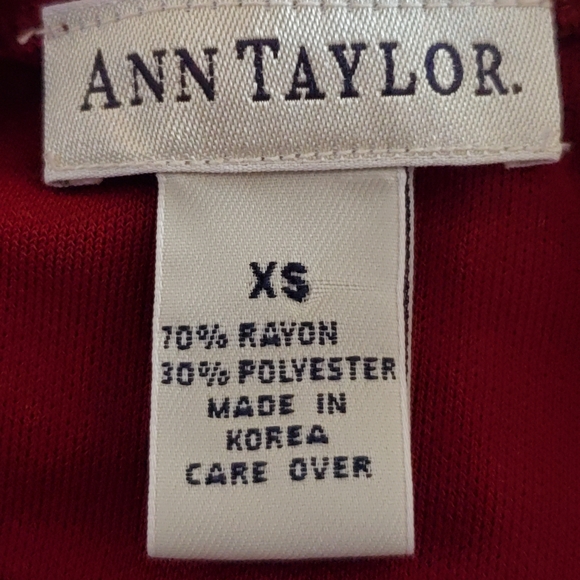 ANN TAYLOR.
XS
70% RAYON
30% POLYESTER
MADE IN
KOREA
CARE OVER